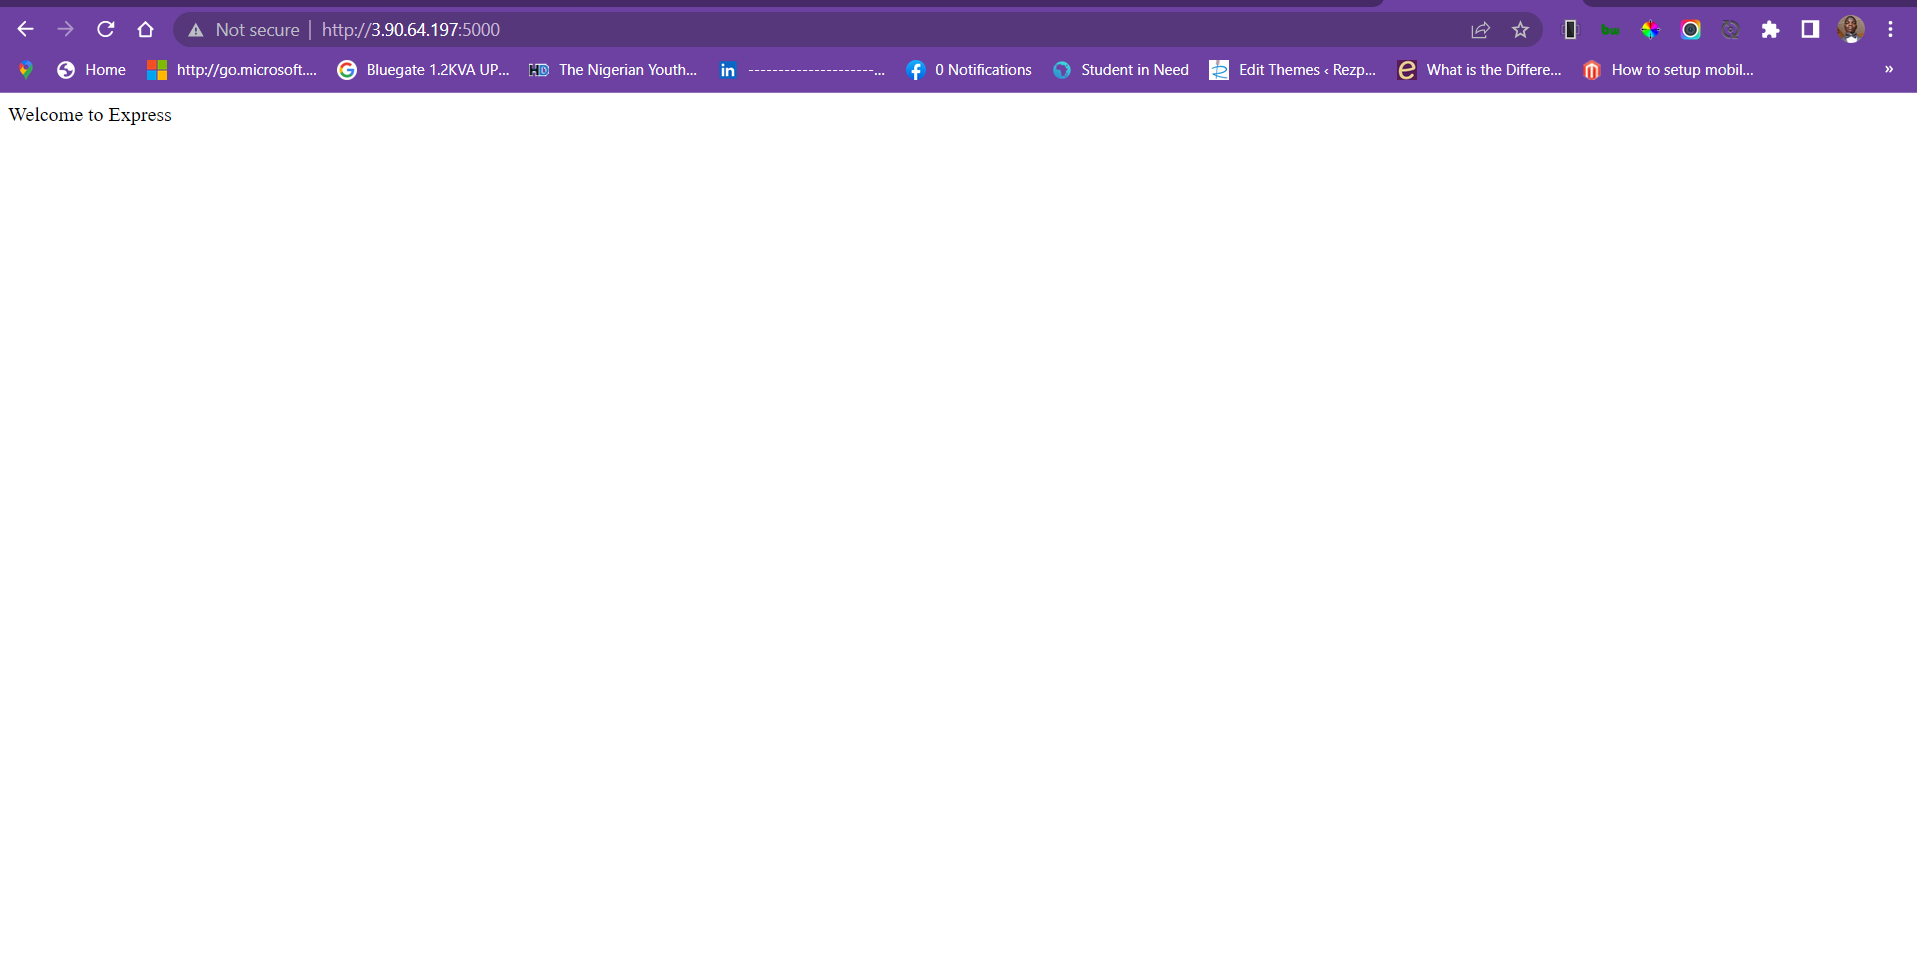 Not secure | http://3.90.64.197:5000
Home http://go.microsoft.... Bluegate 1.2KVA UP... The Nigerian Youth... ---------------------... 0 Notifications Student in Need Edit Themes ‹ Rezp... What is the Differe... How to setup mobil... »
Welcome to Express